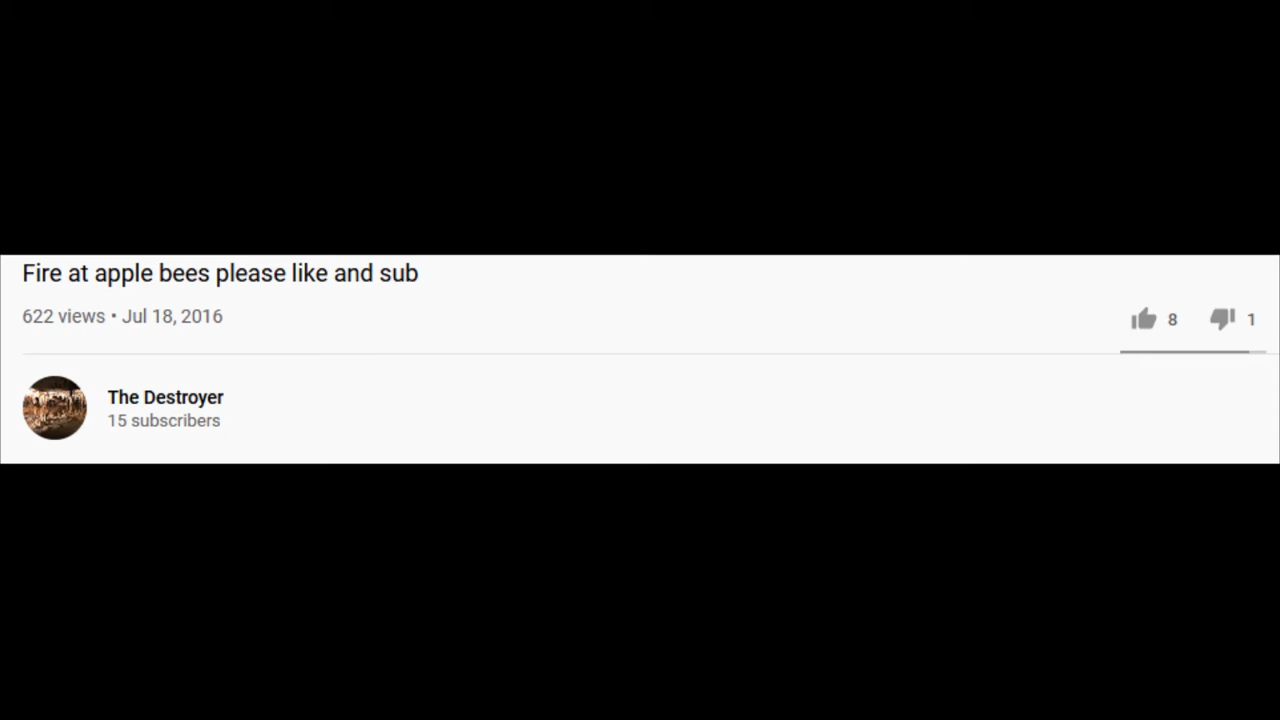 Fire at apple bees please like and sub
622 views • Jul 18, 2016
8
1
The Destroyer
15 subscribers